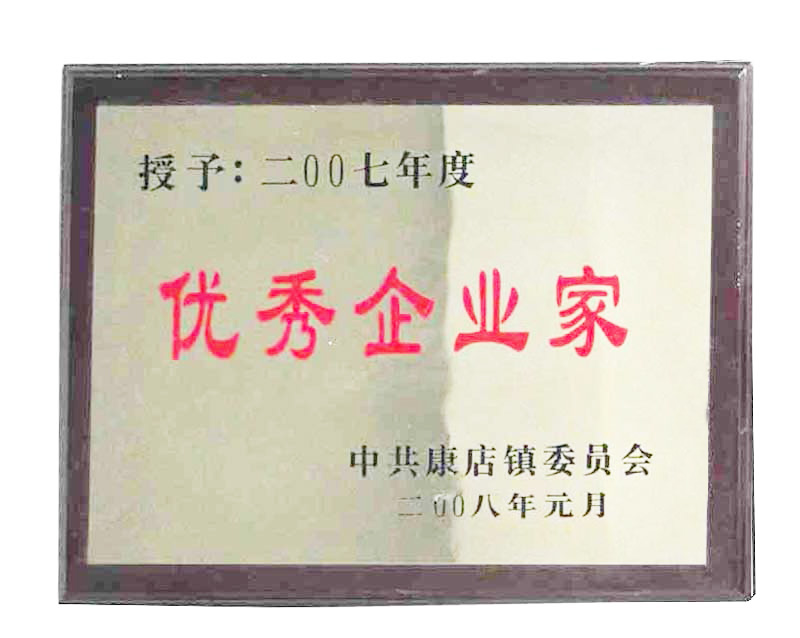 授予：二00七年度
优秀企业家
中共康店镇委员会
二00八年元月